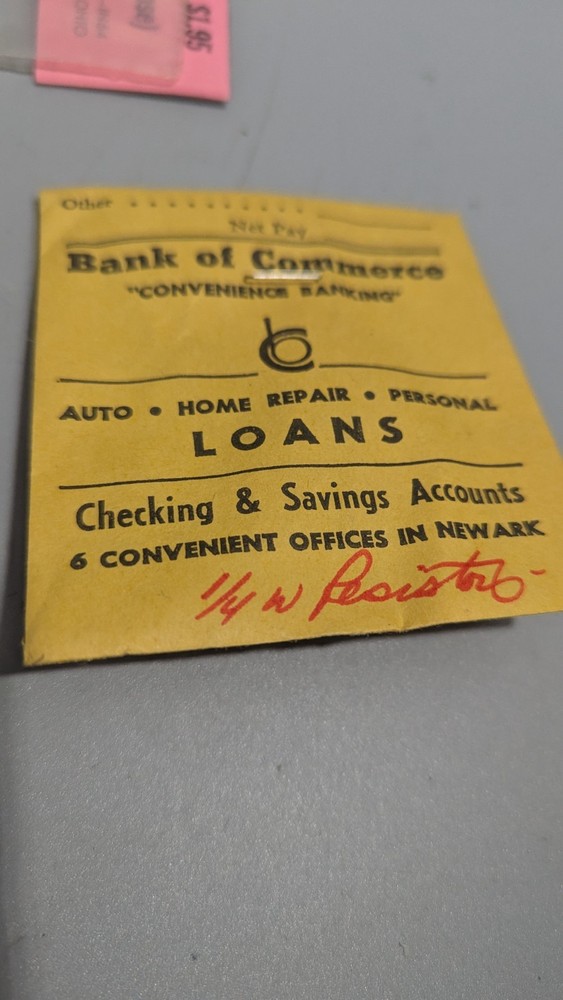 $1.95
Other . . . . . . . . . .
Net Pay
Bank of Commerce
"CONVENIENCE BANKING"
AUTO • HOME REPAIR • PERSONAL
LOANS
Checking & Savings Accounts
6 CONVENIENT OFFICES IN NEWARK
1/4 W Resistors-